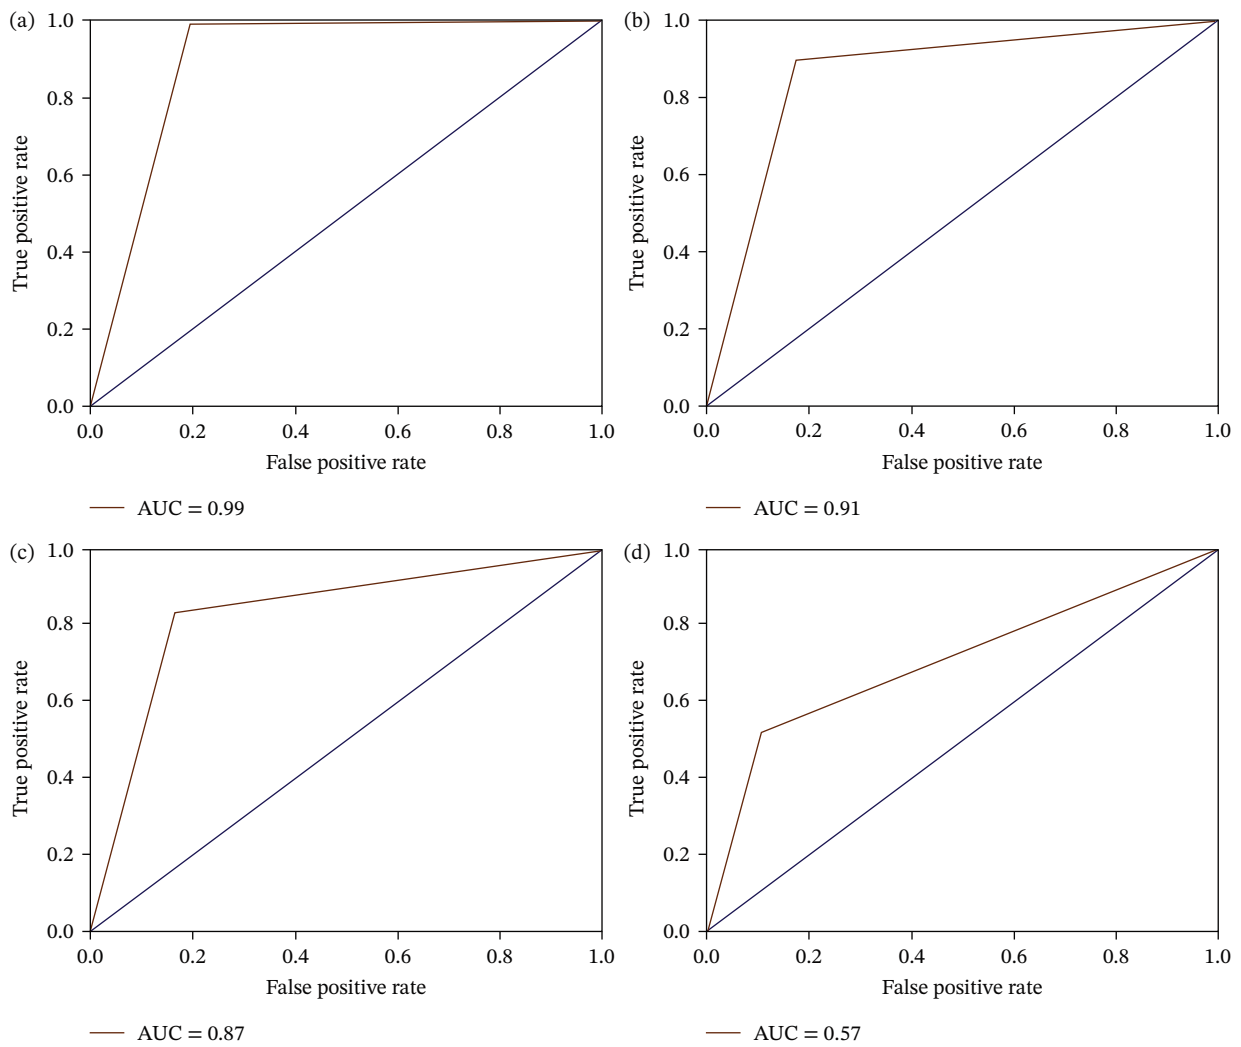 (a)
1.0
0.8
0.6
0.4
0.2
0.0
True positive rate
0.0 0.2 0.4 0.6 0.8 1.0
False positive rate
AUC = 0.99
(b)
1.0
0.8
0.6
0.4
0.2
0.0
True positive rate
0.0 0.2 0.4 0.6 0.8 1.0
False positive rate
AUC = 0.91
(c)
1.0
0.8
0.6
0.4
0.2
0.0
True positive rate
0.0 0.2 0.4 0.6 0.8 1.0
False positive rate
AUC = 0.87
(d)
1.0
0.8
0.6
0.4
0.2
0.0
True positive rate
0.0 0.2 0.4 0.6 0.8 1.0
False positive rate
AUC = 0.57